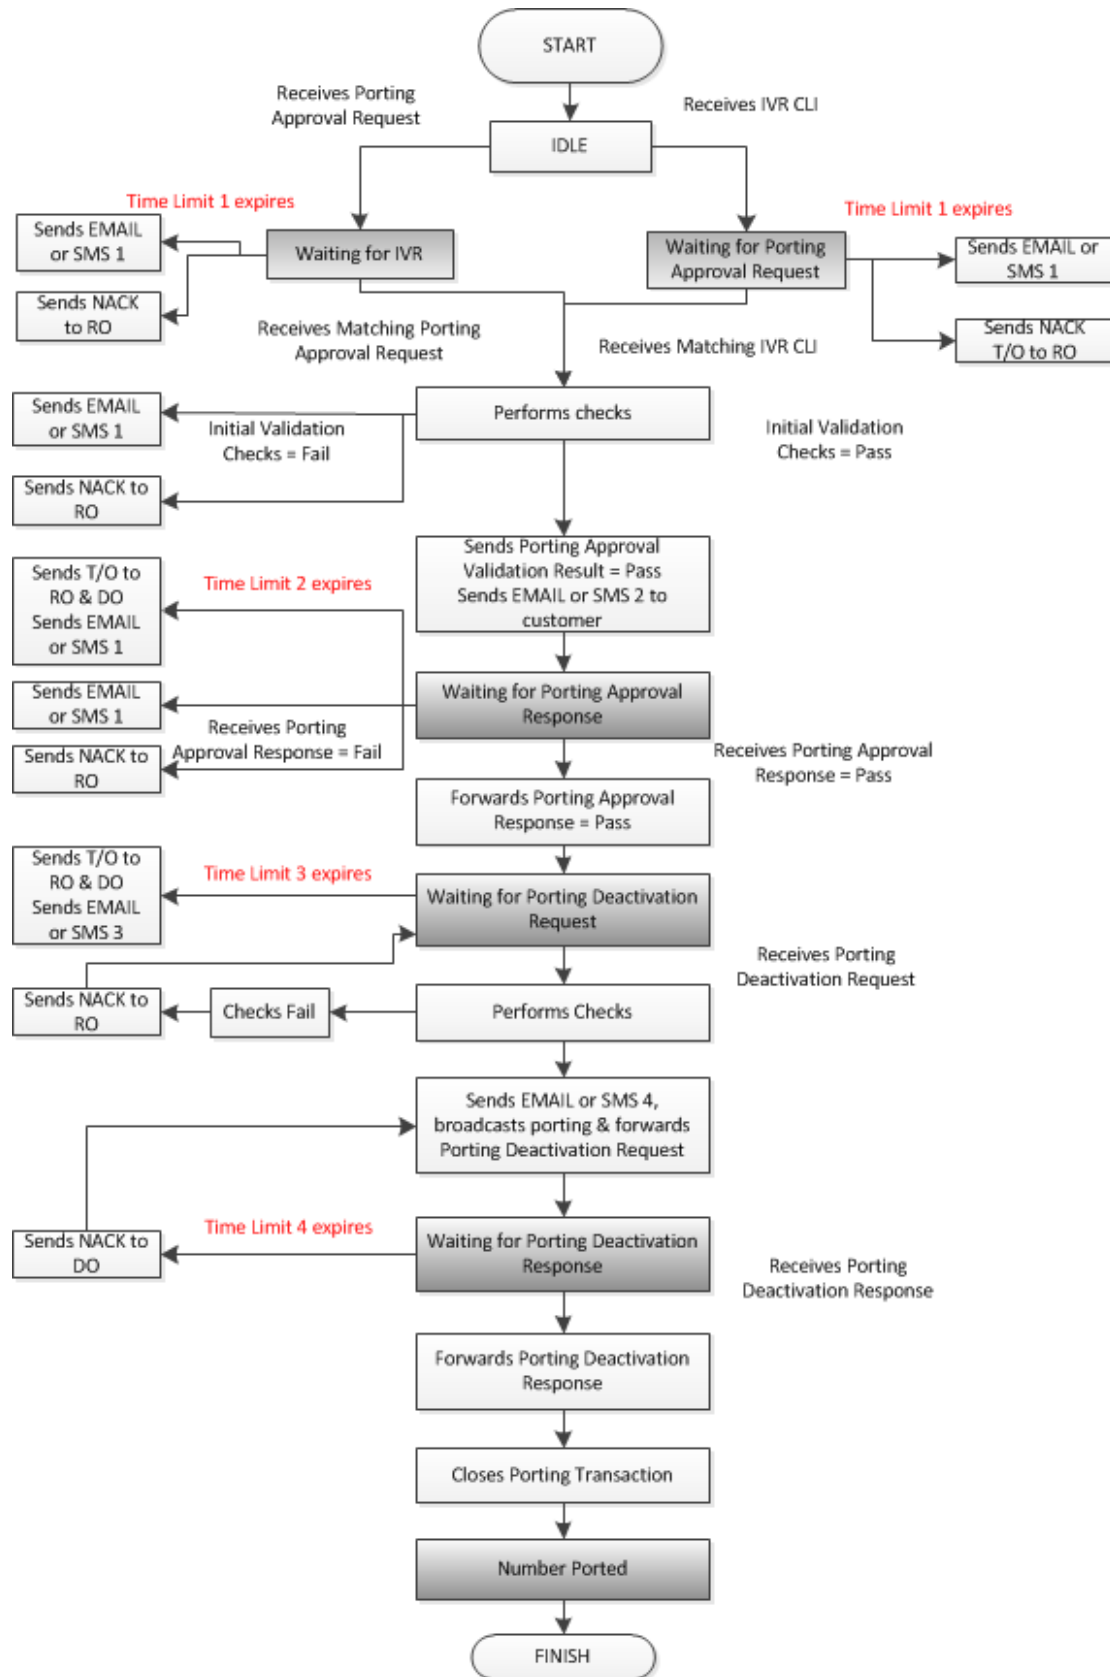 START
Receives Porting
Approval Request
Receives IVR CLI
IDLE
Time Limit 1 expires
Time Limit 1 expires
Sends EMAIL
or SMS 1
Waiting for IVR
Waiting for Porting
Approval Request
Sends EMAIL or
SMS 1
Sends NACK
to RO
Receives Matching Porting
Approval Request
Receives Matching IVR CLI
Sends NACK
T/O to RO
Sends EMAIL
or SMS 1
Performs checks
Initial Validation
Checks = Fail
Initial Validation
Checks = Pass
Sends NACK to
RO
Sends Porting Approval
Validation Result = Pass
Sends EMAIL or SMS 2 to
customer
Sends T/O to
RO & DO
Sends EMAIL
or SMS 1
Time Limit 2 expires
Sends EMAIL
or SMS 1
Waiting for Porting Approval
Response
Receives Porting
Approval Response = Fail
Receives Porting Approval
Response = Pass
Sends NACK to
RO
Forwards Porting Approval
Response = Pass
Sends T/O to
RO & DO
Sends EMAIL
or SMS 3
Time Limit 3 expires
Waiting for Porting Deactivation
Request
Receives Porting
Deactivation Request
Sends NACK to
RO
Checks Fail
Performs Checks
Sends EMAIL or SMS 4,
broadcasts porting & forwards
Porting Deactivation Request
Time Limit 4 expires
Sends NACK to
DO
Waiting for Porting Deactivation
Response
Receives Porting
Deactivation Response
Forwards Porting Deactivation
Response
Closes Porting Transaction
Number Ported
FINISH